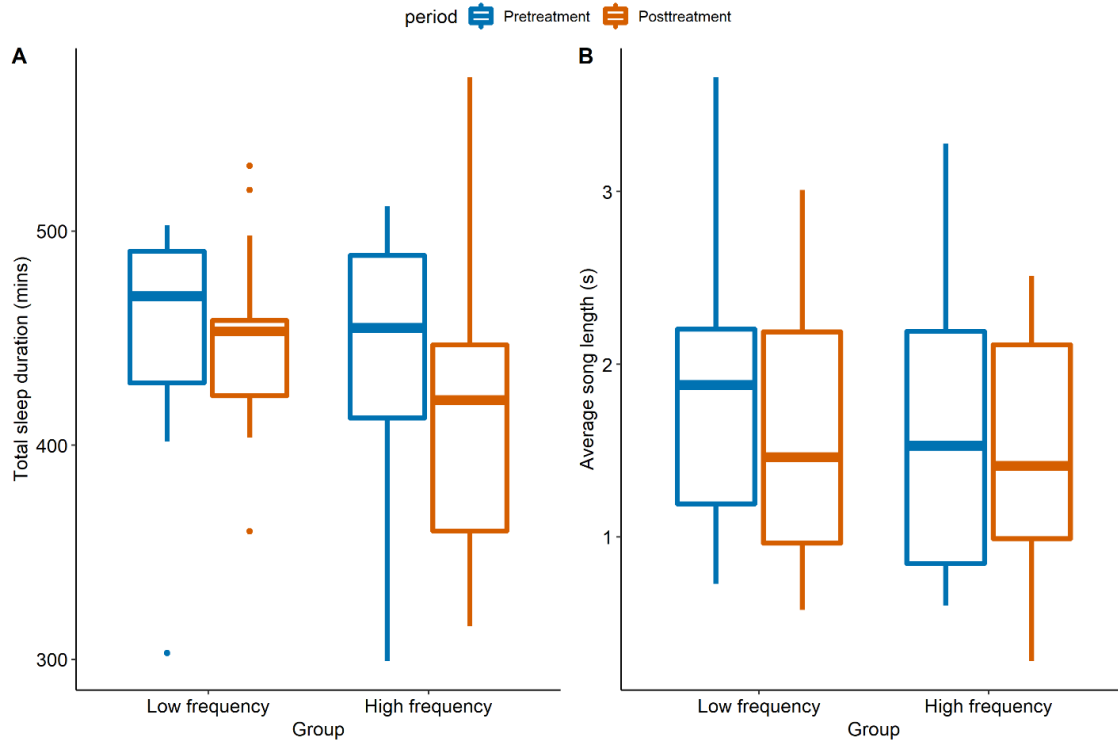 period Pretreatment Posttreatment
A
Total sleep duration (mins)
500
400
300
Low frequency High frequency
Group
B
Average song length (s)
3
2
1
Low frequency High frequency
Group